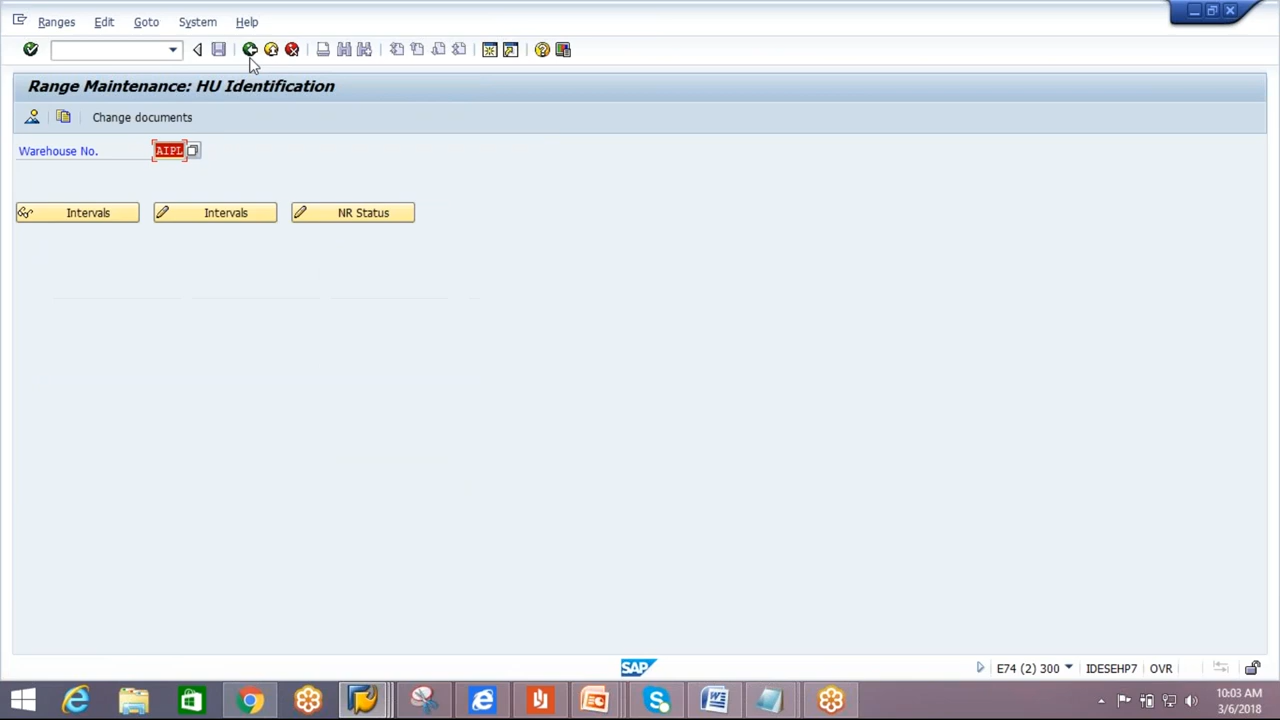 Ranges Edit Goto System Help
Range Maintenance: HU Identification
Change documents
Warehouse No. AIPL
Intervals Intervals NR Status
SAP E74 (2) 300 IDESEHP7 OVR
10:03 AM
3/6/2018